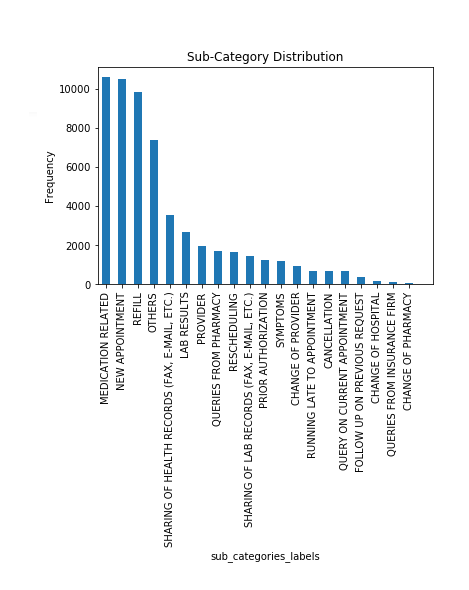 Sub-Category Distribution
10000
8000
6000
4000
2000
0
Frequency
MEDICATION RELATED
NEW APPOINTMENT
REFILL
OTHERS
SHARING OF HEALTH RECORDS (FAX, E-MAIL, ETC.)
LAB RESULTS
PROVIDER
QUERIES FROM PHARMACY
RESCHEDULING
SHARING OF LAB RECORDS (FAX, E-MAIL, ETC.)
PRIOR AUTHORIZATION
SYMPTOMS
CHANGE OF PROVIDER
RUNNING LATE TO APPOINTMENT
CANCELLATION
QUERY ON CURRENT APPOINTMENT
FOLLOW UP ON PREVIOUS REQUEST
CHANGE OF HOSPITAL
QUERIES FROM INSURANCE FIRM
CHANGE OF PHARMACY
sub_categories_labels